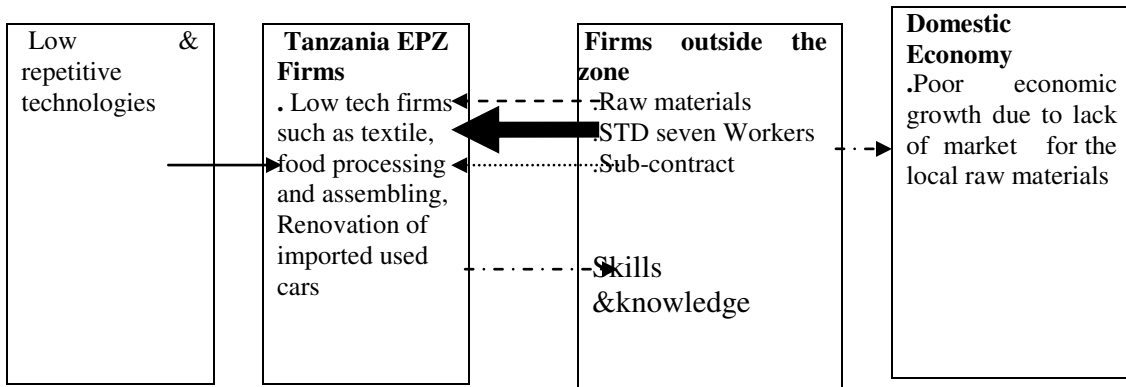 Low &
repetitive
technologies
Tanzania EPZ
Firms
. Low tech firms
such as textile,
food processing
and assembling,
Renovation of
imported used
cars
Firms outside the
zone
.Raw materials
.STD seven Workers
.Sub-contract
Skills
&knowledge
Domestic
Economy
.Poor economic
growth due to lack
of market for the
local raw materials